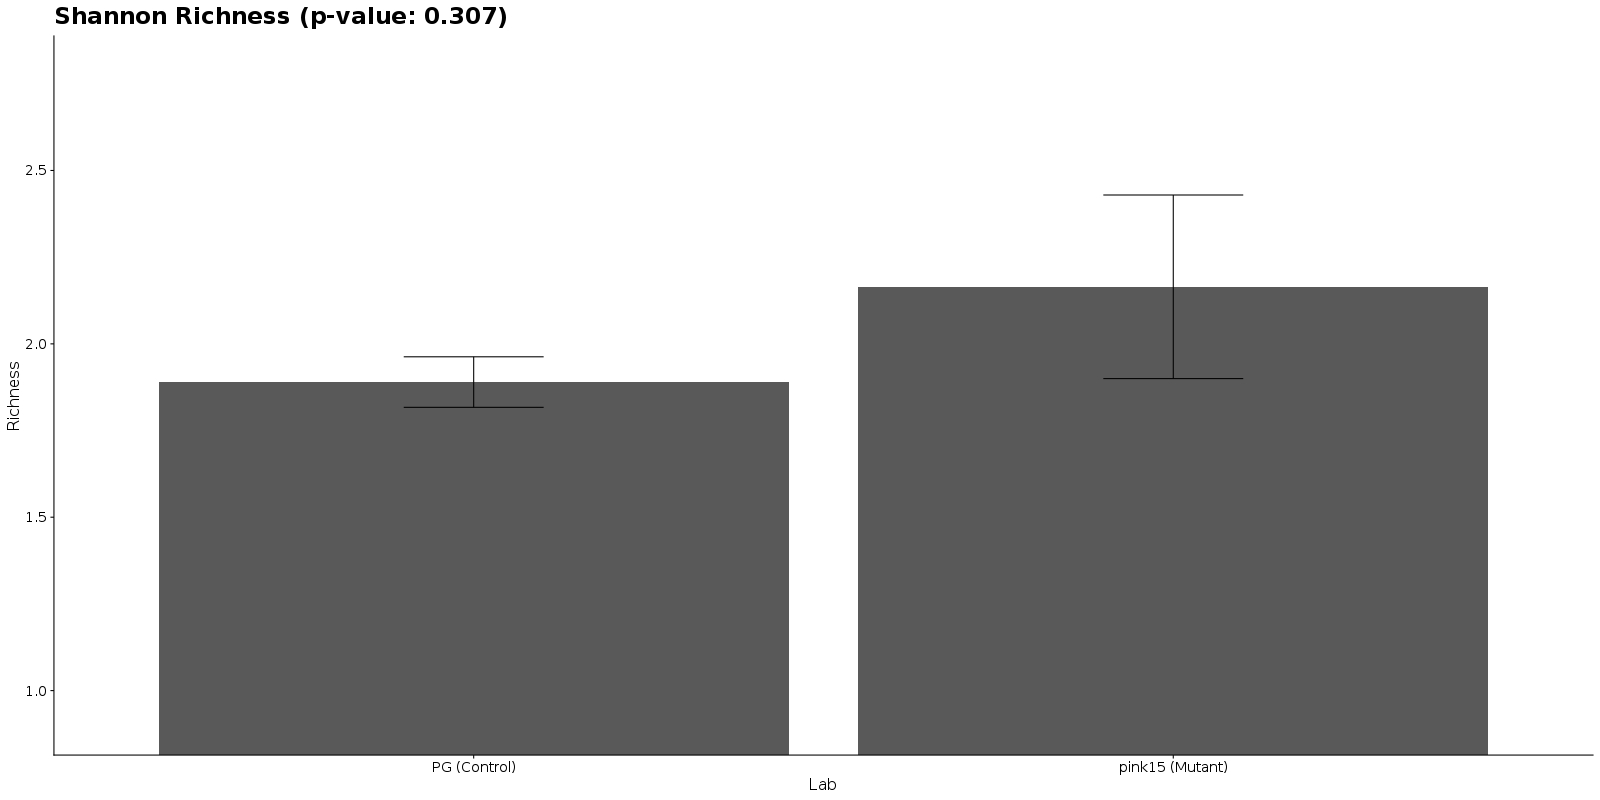 Shannon Richness (p-value: 0.307)
Richness
2.5
2.0
1.5
1.0
PG (Control)
pink15 (Mutant)
Lab